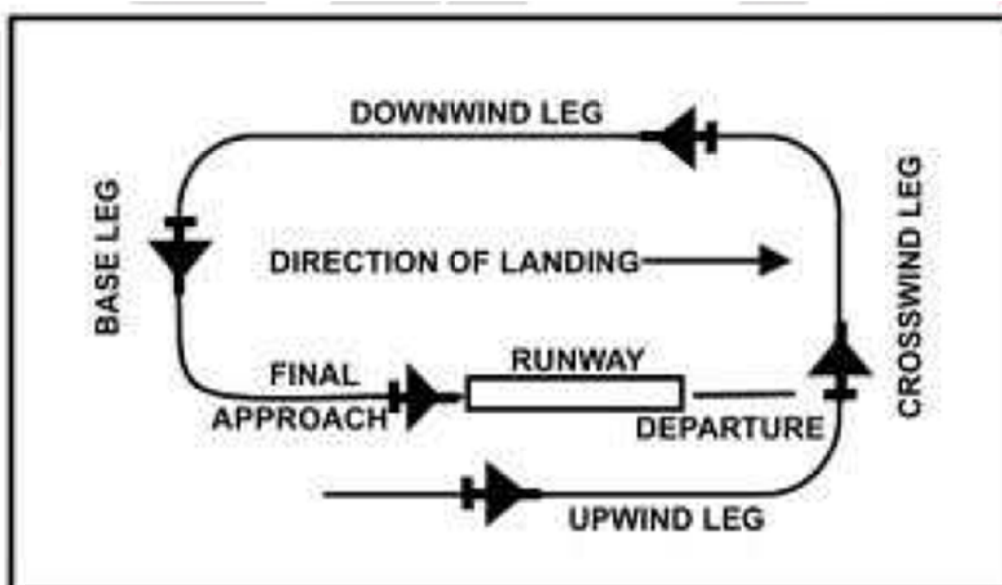 DOWNWIND LEG
BASE LEG
CROSSWIND LEG
DIRECTION OF LANDING
FINAL
APPROACH
RUNWAY
DEPARTURE
UPWIND LEG